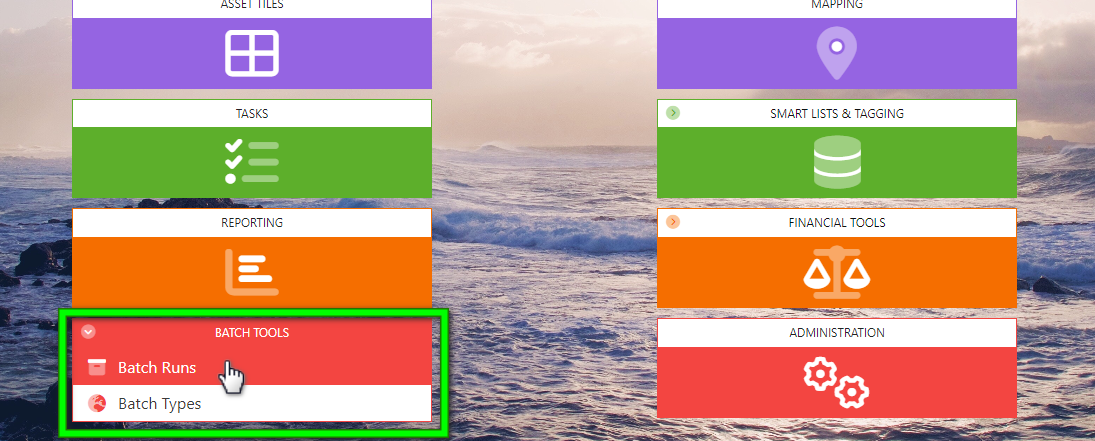 ASSET TILES
MAPPING
TASKS
SMART LISTS & TAGGING
REPORTING
FINANCIAL TOOLS
BATCH TOOLS
Batch Runs
Batch Types
ADMINISTRATION